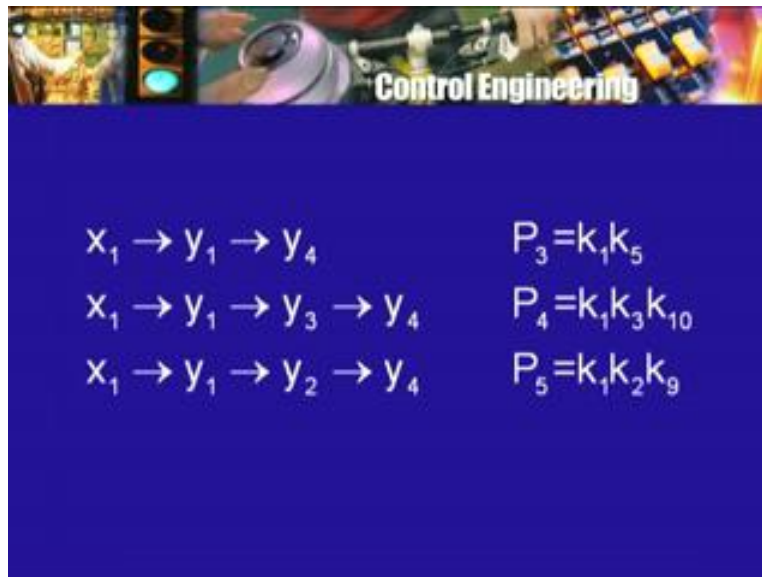 Control Engineering
x₁ → y₁ → y₄ P₃=k₁k₅
x₁ → y₁ → y₃ → y₄ P₄=k₁k₃k₁₀
x₁ → y₁ → y₂ → y₄ P₅=k₁k₂k₉